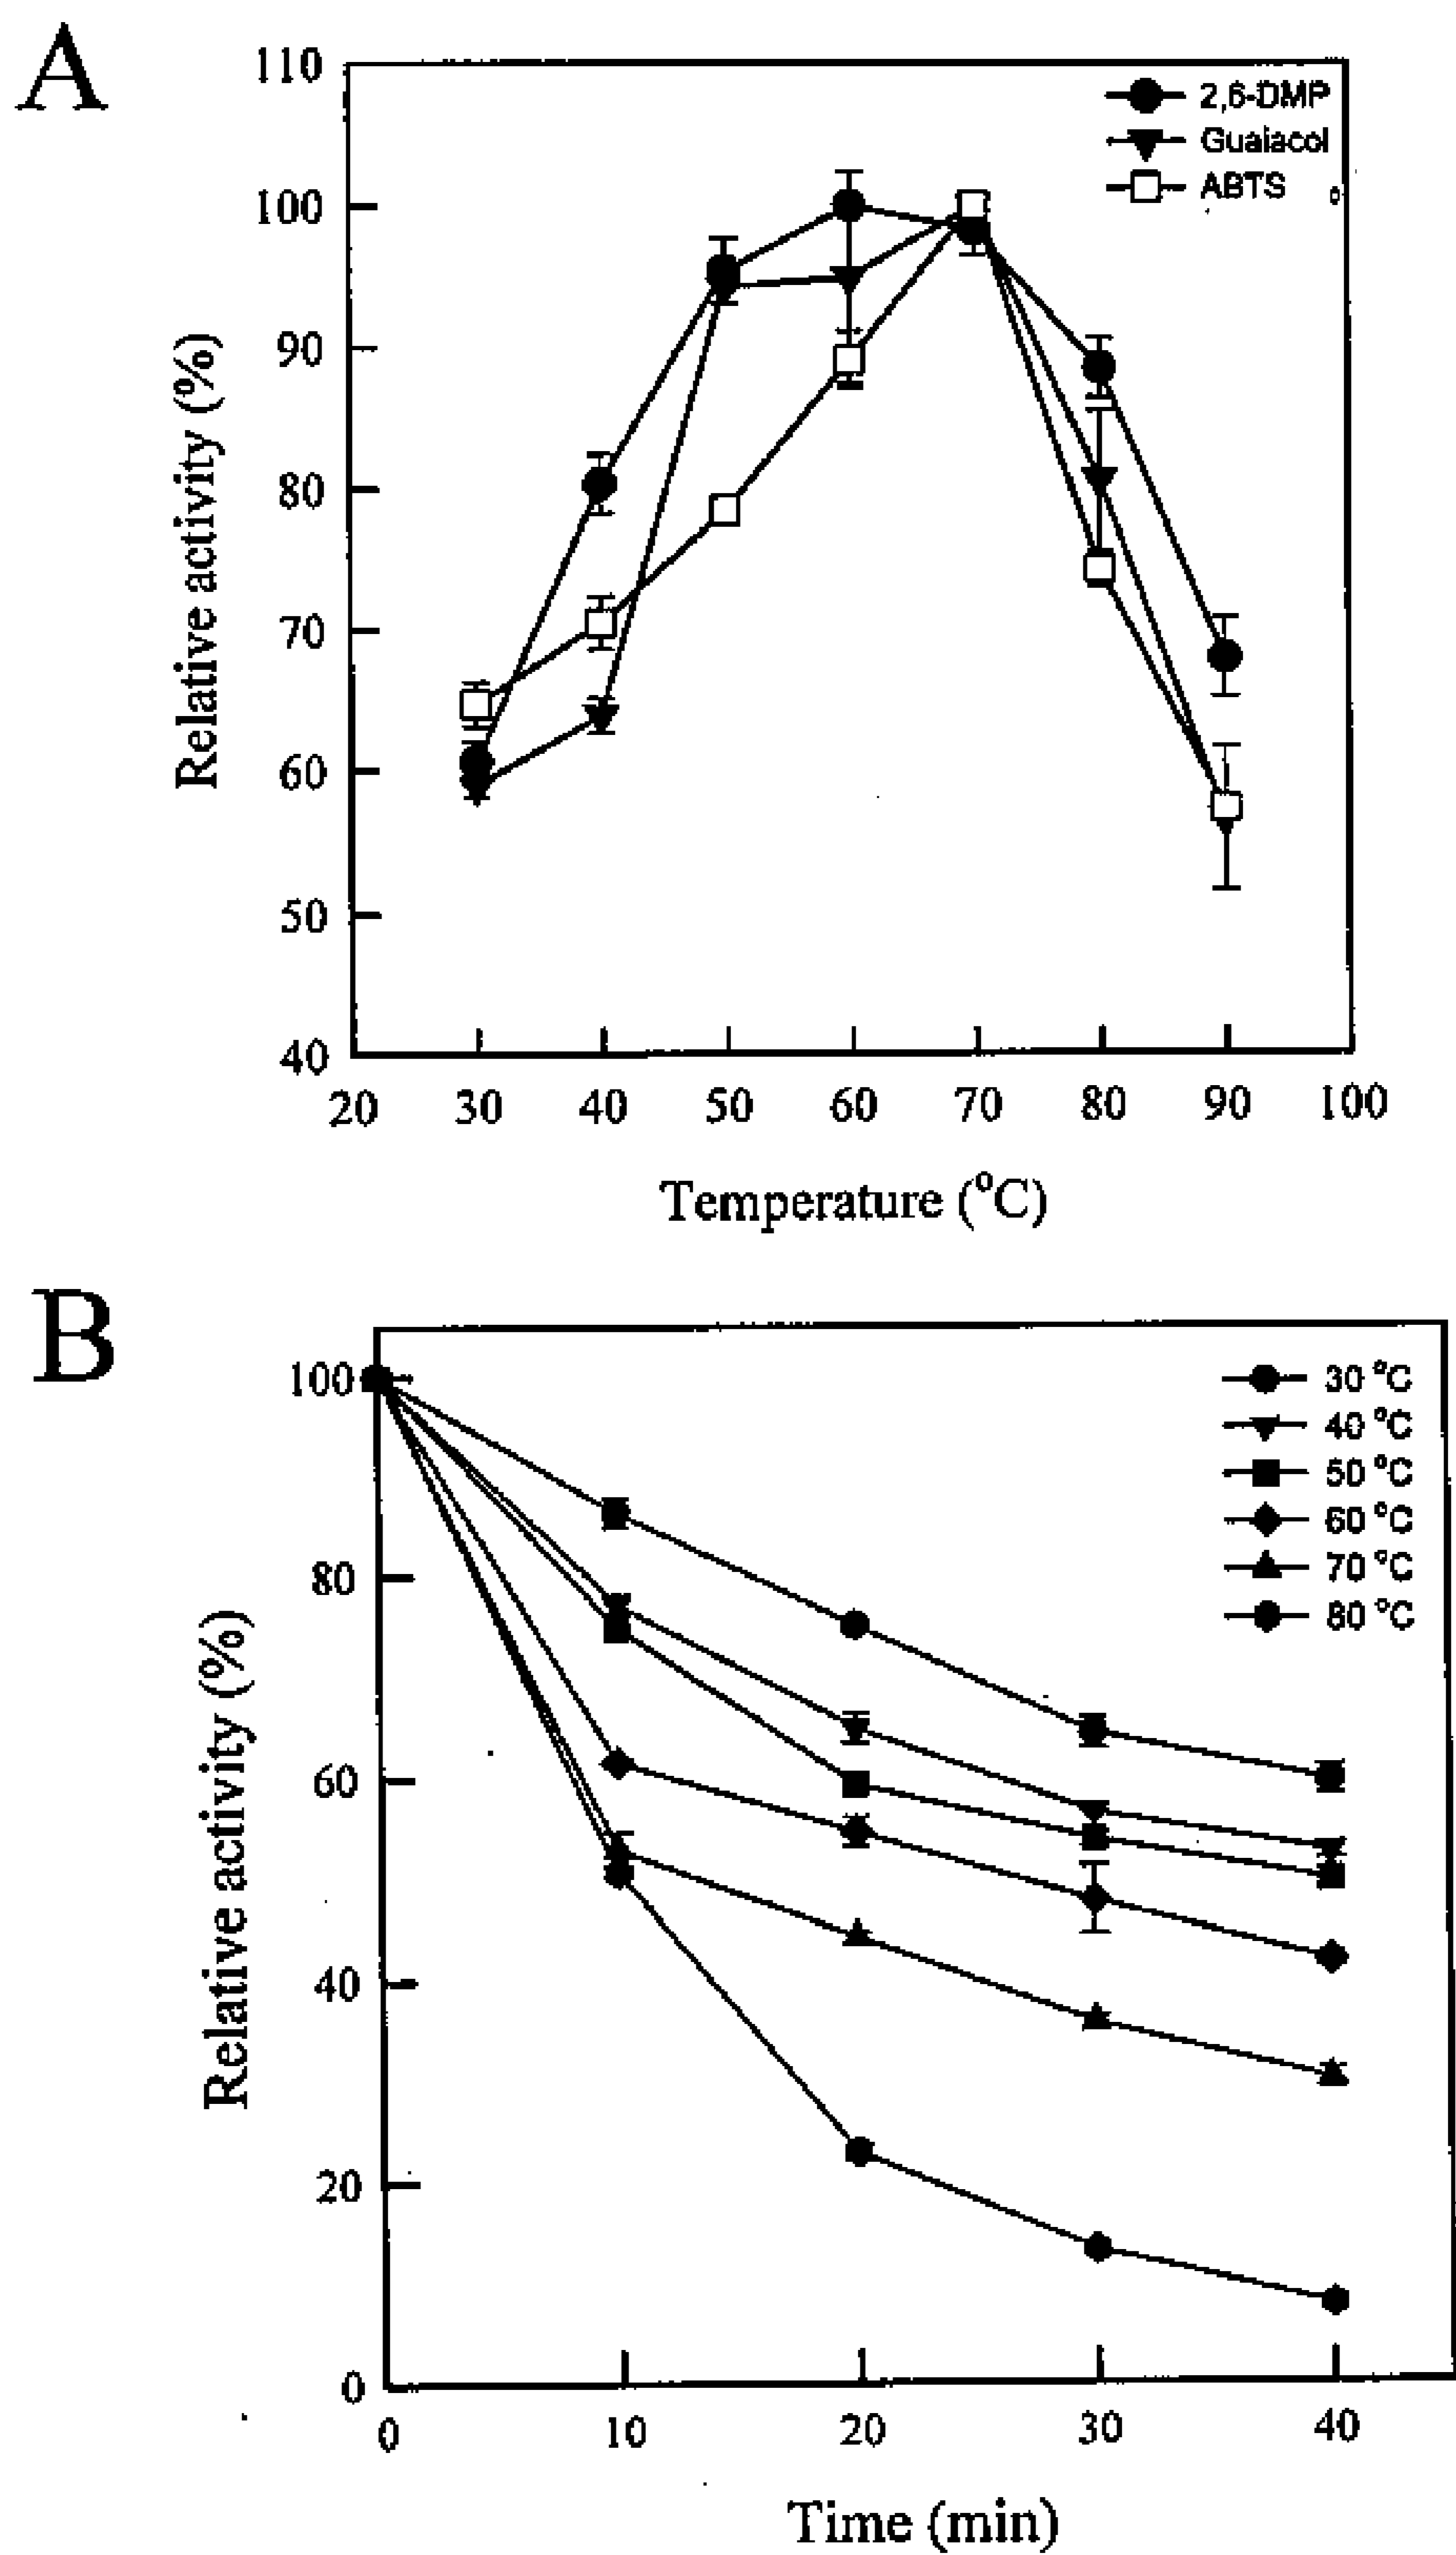 A
110
100
90
80
70
60
50
40
Relative activity (%)
2,6-DMP
Guaiacol
ABTS
20 30 40 50 60 70 80 90 100
Temperature (°C)
B
100
80
60
40
20
0
Relative activity (%)
30 °C
40 °C
50 °C
60 °C
70 °C
80 °C
0 10 20 30 40
Time (min)